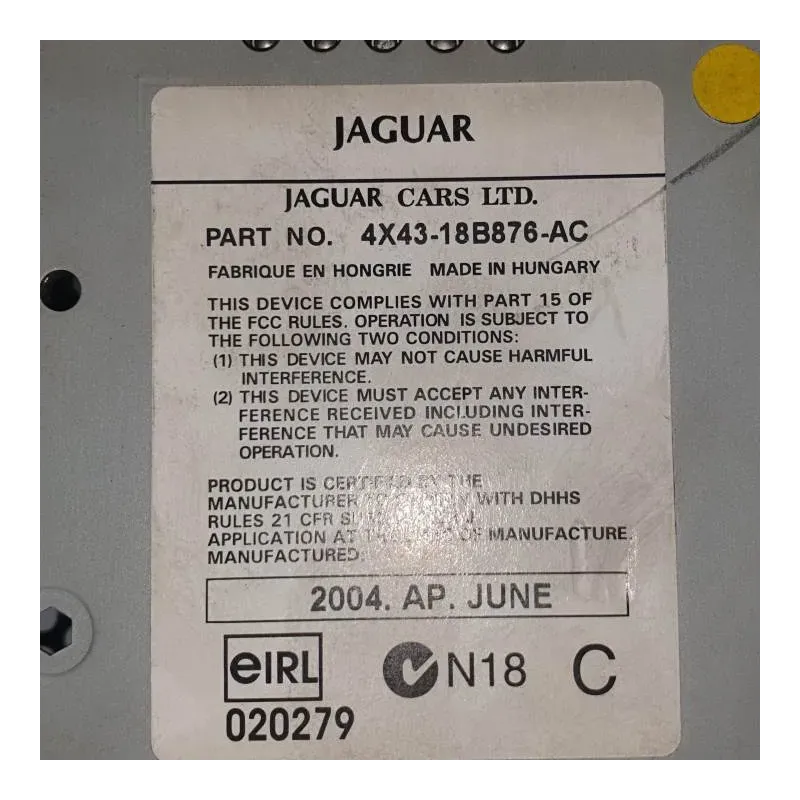 JAGUAR
JAGUAR CARS LTD.
PART NO. 4X43-18B876-AC
FABRIQUE EN HONGRIE MADE IN HUNGARY
THIS DEVICE COMPLIES WITH PART 15 OF
THE FCC RULES. OPERATION IS SUBJECT TO
THE FOLLOWING TWO CONDITIONS:
(1) THIS DEVICE MAY NOT CAUSE HARMFUL
INTERFERENCE.
(2) THIS DEVICE MUST ACCEPT ANY INTER-
FERENCE RECEIVED INCLUDING INTER-
FERENCE THAT MAY CAUSE UNDESIRED
OPERATION.
PRODUCT IS CERTIFIED BY THE
MANUFACTURER WITH DHHS
RULES 21 CFR
APPLICATION AT OF MANUFACTURE.
MANUFACTURED:
2004. AP. JUNE
eIRL N18 C
020279